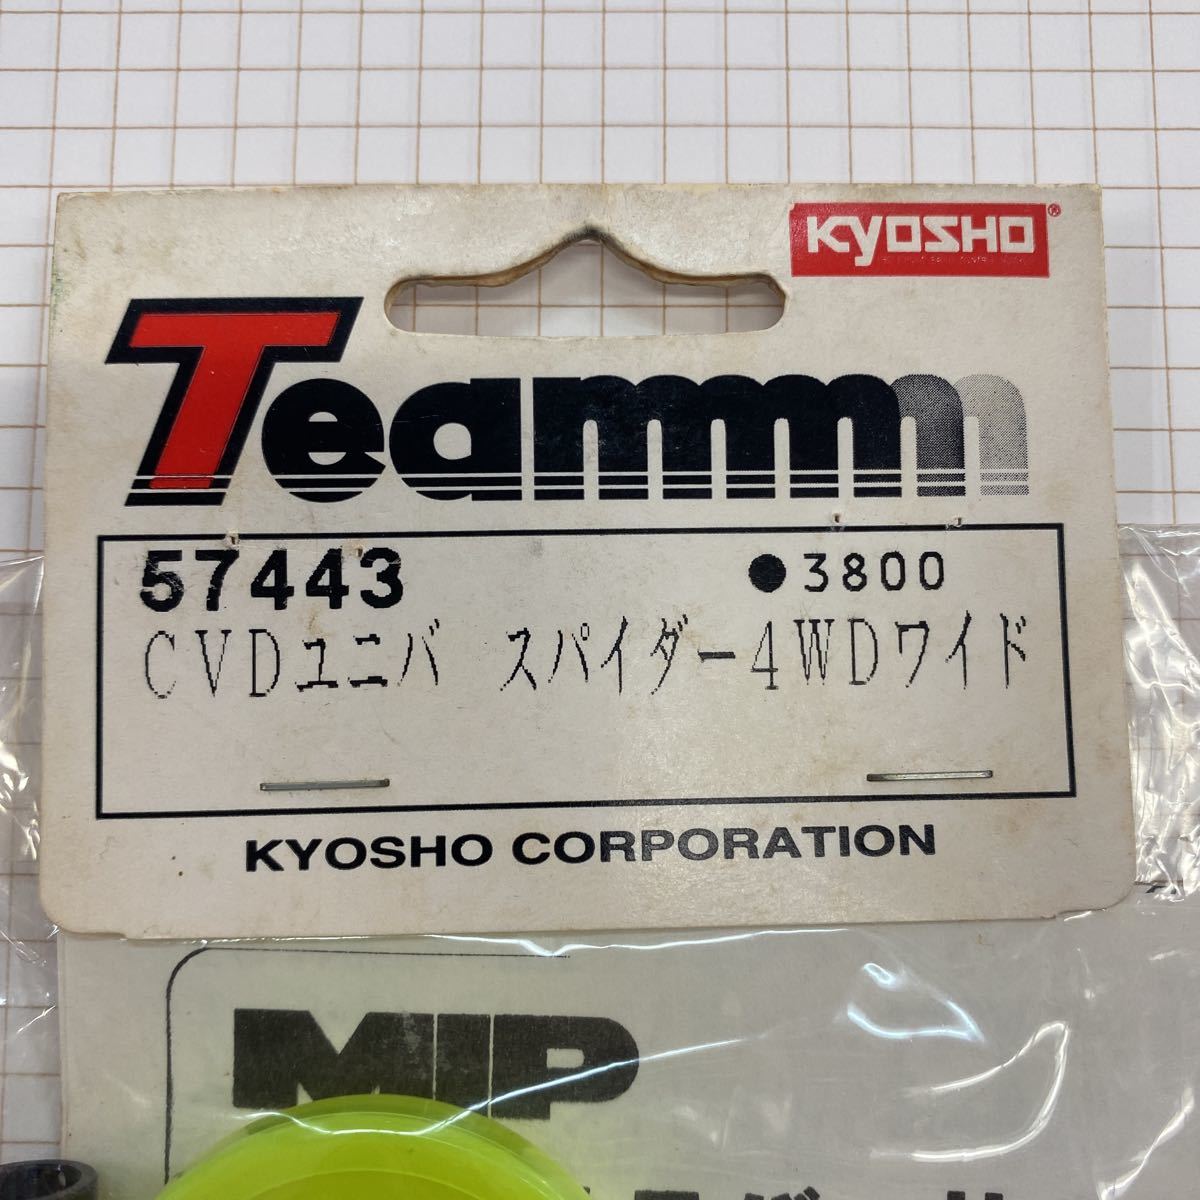 KYOSHO
Teammm
57443 ●3800
CVDユニバ スパイダー4WDワイド
KYOSHO CORPORATION
MIP